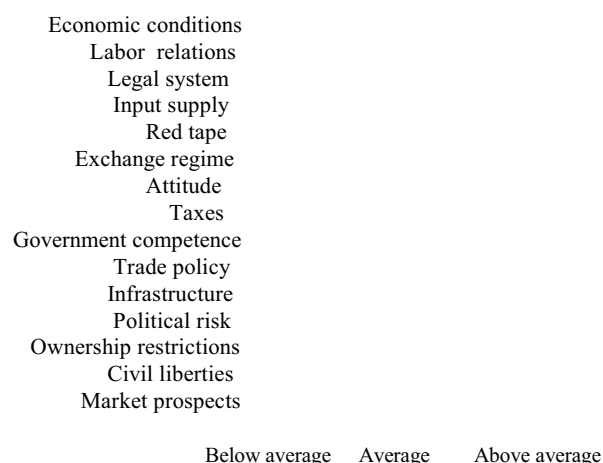 Economic conditions
Labor relations
Legal system
Input supply
Red tape
Exchange regime
Attitude
Taxes
Government competence
Trade policy
Infrastructure
Political risk
Ownership restrictions
Civil liberties
Market prospects
Below average Average Above average